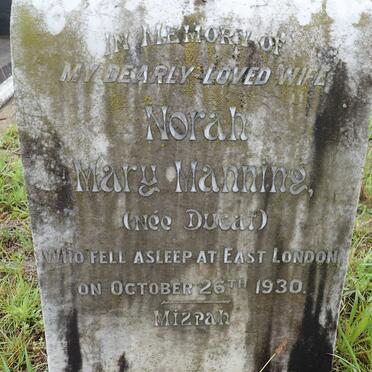 In Memory of
My Dearly-Loved Wife
Norah
Mary Manning,
(née Ducat)
Who fell asleep at East London
on October 26TH 1930.
Mizpah